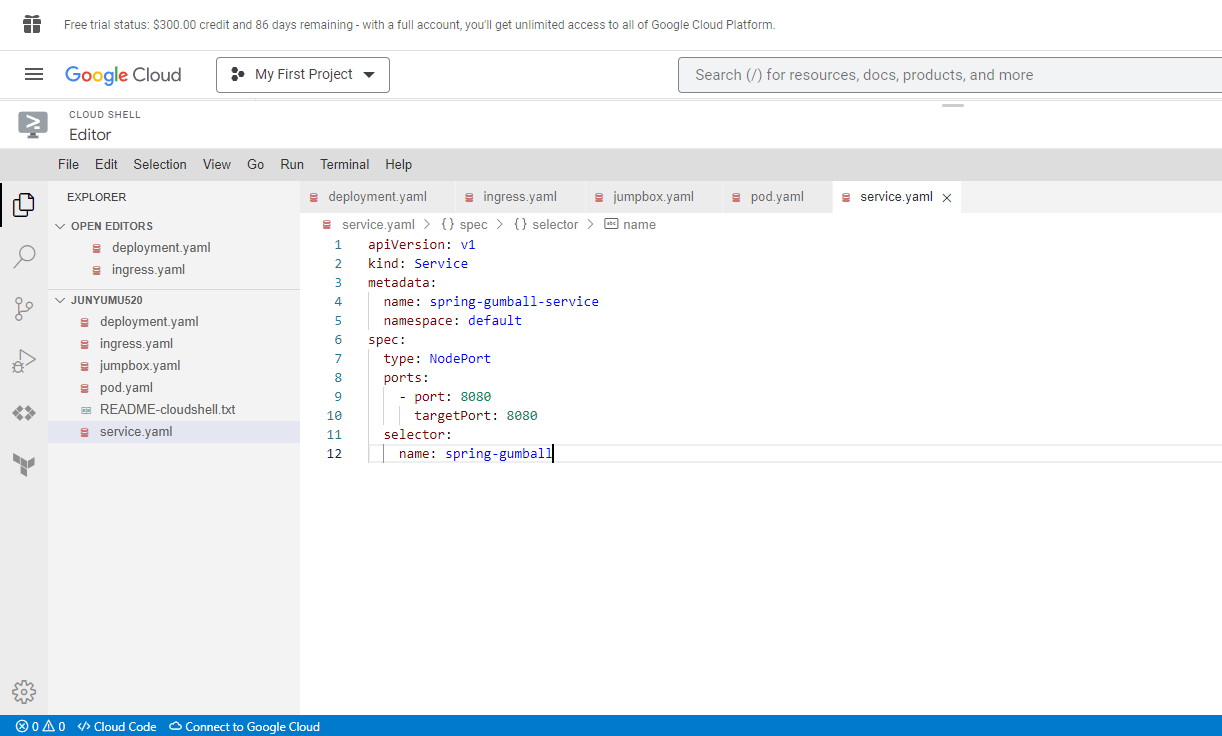 Free trial status: $300.00 credit and 86 days remaining - with a full account, you'll get unlimited access to all of Google Cloud Platform.
Google Cloud
My First Project
Search (/) for resources, docs, products, and more
CLOUD SHELL
Editor
File Edit Selection View Go Run Terminal Help
EXPLORER
OPEN EDITORS
deployment.yaml
ingress.yaml
JUNYUMU520
deployment.yaml
ingress.yaml
jumpbox.yaml
pod.yaml
README-cloudshell.txt
service.yaml
deployment.yaml ingress.yaml jumpbox.yaml pod.yaml service.yaml
service.yaml > {} spec > {} selector > abc name
1 apiVersion: v1
2 kind: Service
3 metadata:
4 name: spring-gumball-service
5 namespace: default
6 spec:
7 type: NodePort
8 ports:
9 - port: 8080
10 targetPort: 8080
11 selector:
12 name: spring-gumball
0 0 Cloud Code Connect to Google Cloud